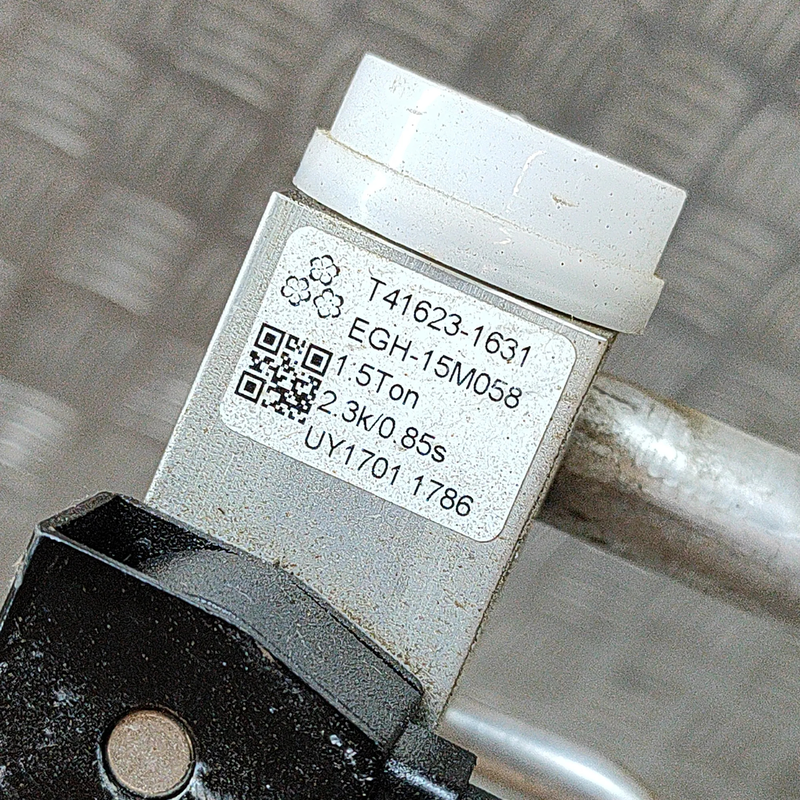 T41623-1631
EGH-15M058
1.5Ton
2.3k/0.85s
UY1701 1786